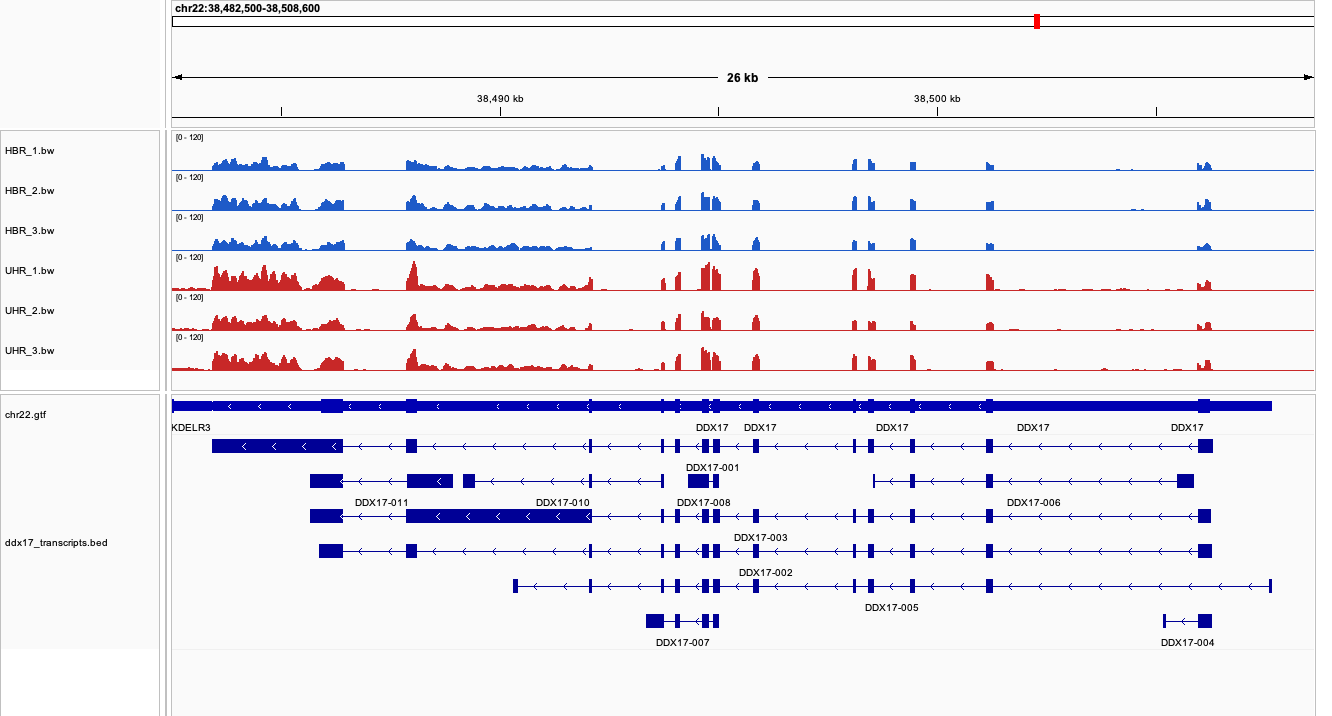 chr22:38,482,500-38,508,600
26 kb
38,490 kb 38,500 kb
[0 - 120]
HBR_1.bw
[0 - 120]
HBR_2.bw
[0 - 120]
HBR_3.bw
[0 - 120]
UHR_1.bw
[0 - 120]
UHR_2.bw
[0 - 120]
UHR_3.bw
chr22.gtf
KDELR3 DDX17 DDX17 DDX17 DDX17 DDX17
DDX17-001
DDX17-011 DDX17-010 DDX17-008 DDX17-006
DDX17-003
ddx17_transcripts.bed
DDX17-002
DDX17-005
DDX17-007 DDX17-004